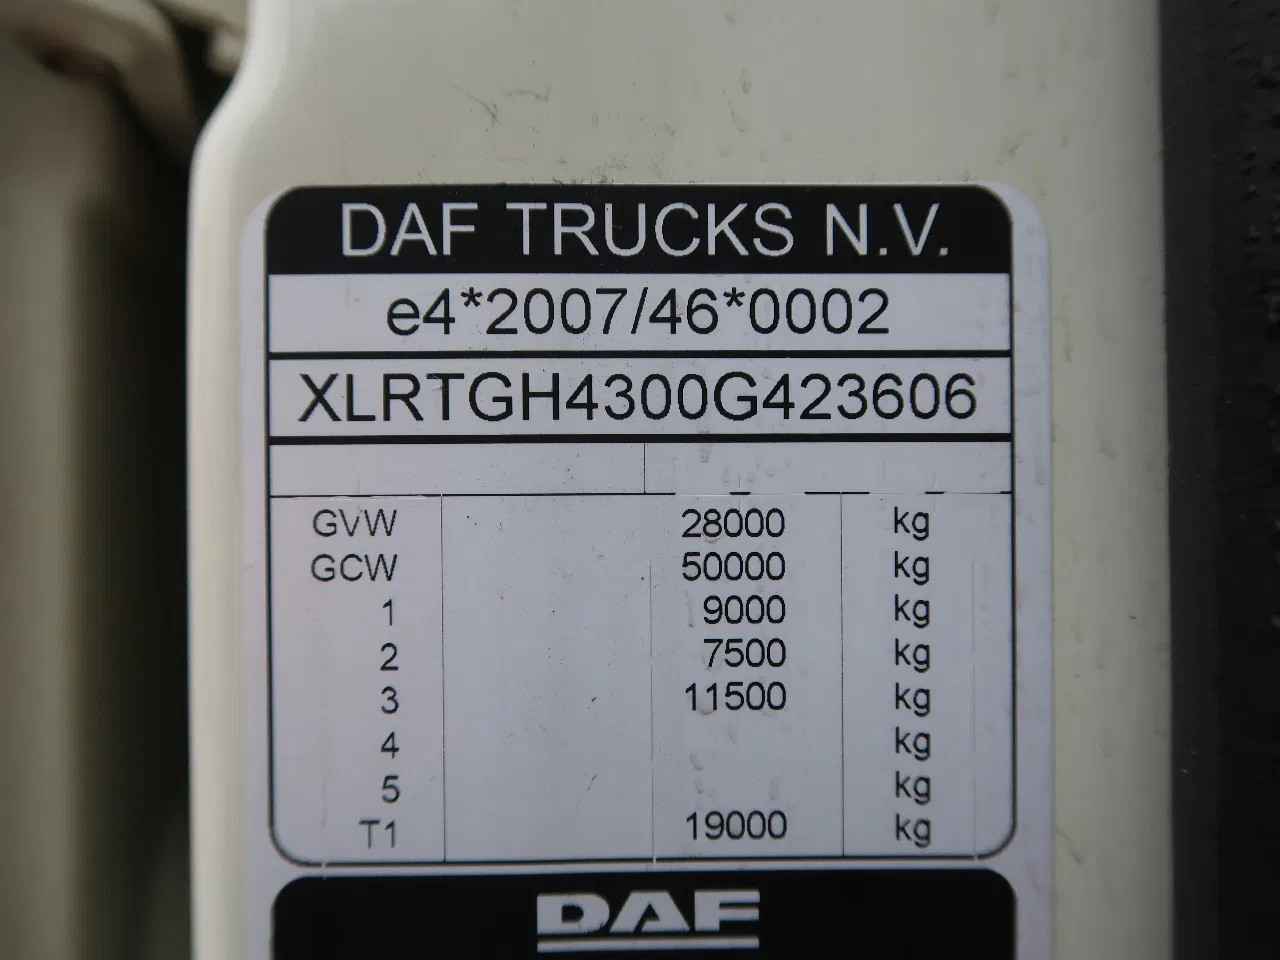 DAF TRUCKS N.V.
e4*2007/46*0002
XLRTGH4300G423606
GVW 28000 kg
GCW 50000 kg
1 9000 kg
2 7500 kg
3 11500 kg
4 kg
5 kg
T1 19000 kg
DAF